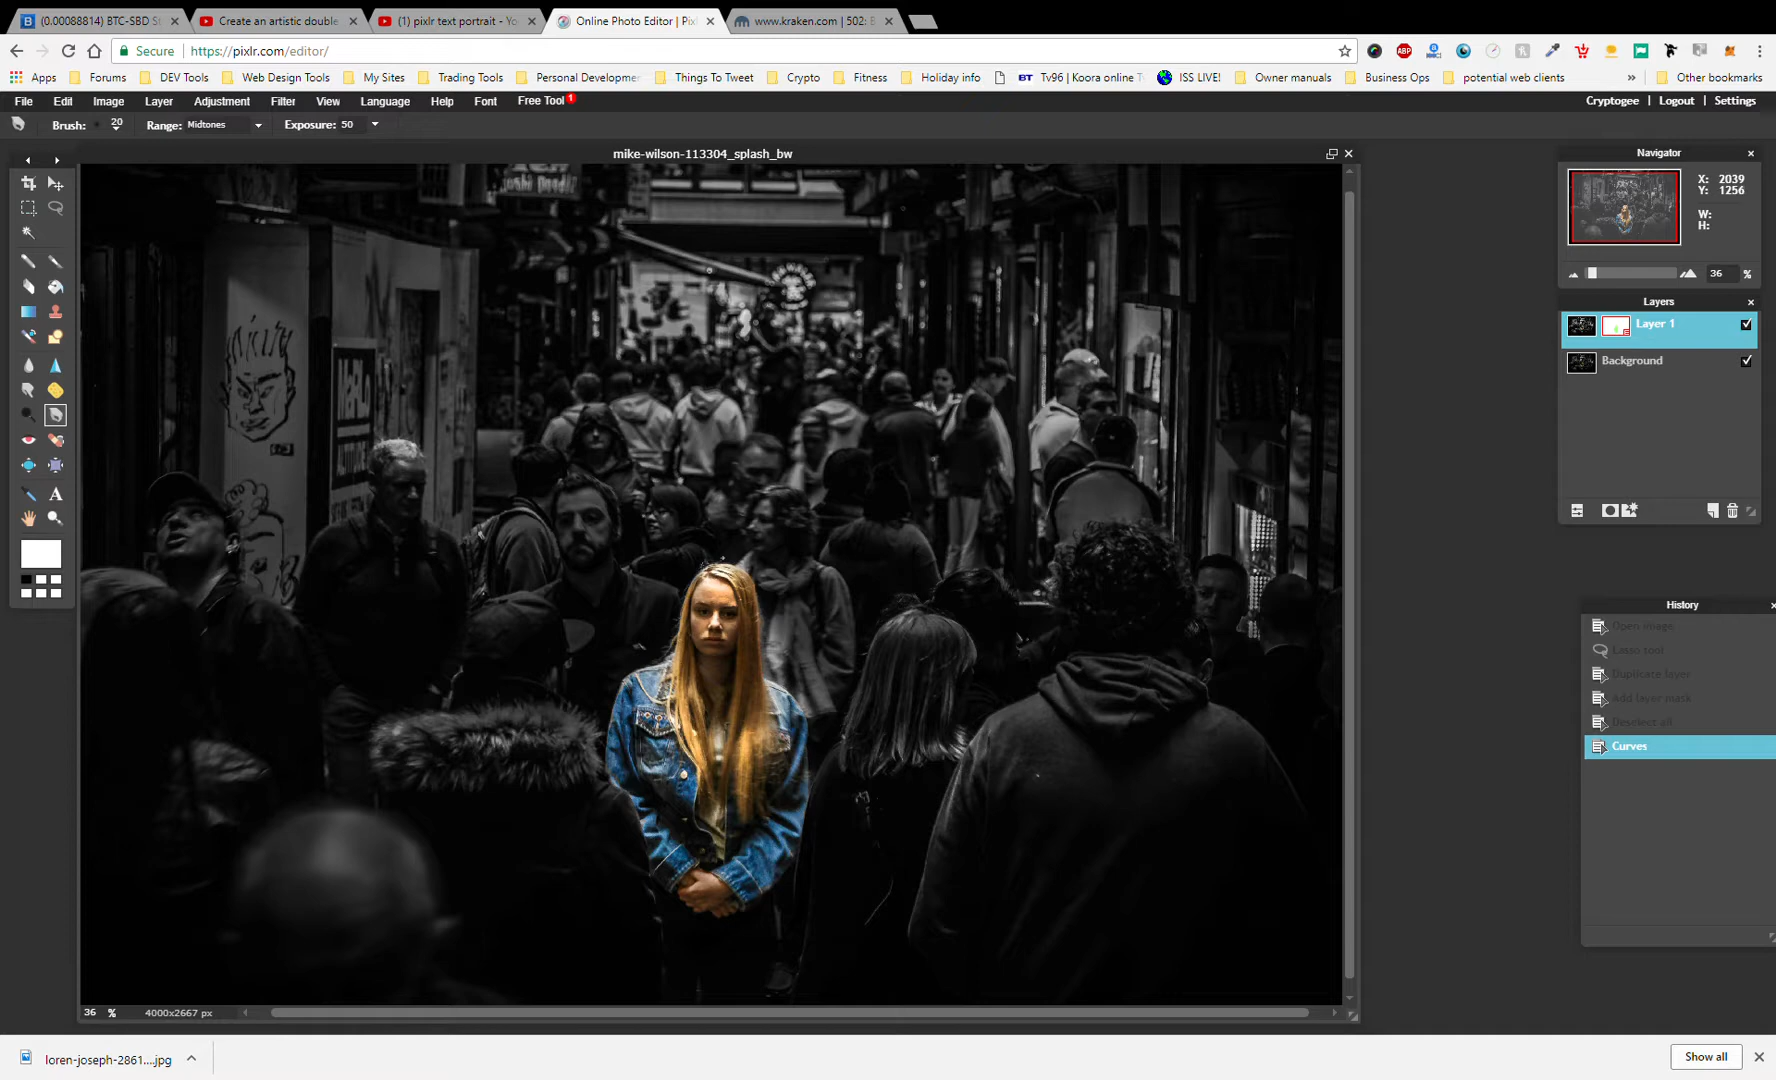 (0.00088814) BTC-SBD St
Create an artistic double
(1) pixlr text portrait - Yo
Online Photo Editor | Pixl
www.kraken.com | 502: B
Secure
https://pixlr.com/editor/
Apps
Forums
DEV Tools
Web Design Tools
My Sites
Trading Tools
Personal Developmen
Things To Tweet
Crypto
Fitness
Holiday info
BT
Tv96 | Koora online T
ISS LIVE!
Owner manuals
Business Ops
potential web clients
»
Other bookmarks
File
Edit
Image
Layer
Adjustment
Filter
View
Language
Help
Font
Free Tool
1
Cryptogee
Logout
Settings
Brush:
20
Range:
Midtones
Exposure:
50
mike-wilson-113304_splash_bw
Navigator
X: 2039
Y: 1256
W:
H:
36 %
Layers
Layer 1
Background
History
Open image
Lasso tool
Duplicate layer
Add layer mask
Deselect all
Curves
36 %
4000x2667 px
loren-joseph-2861....jpg
Show all